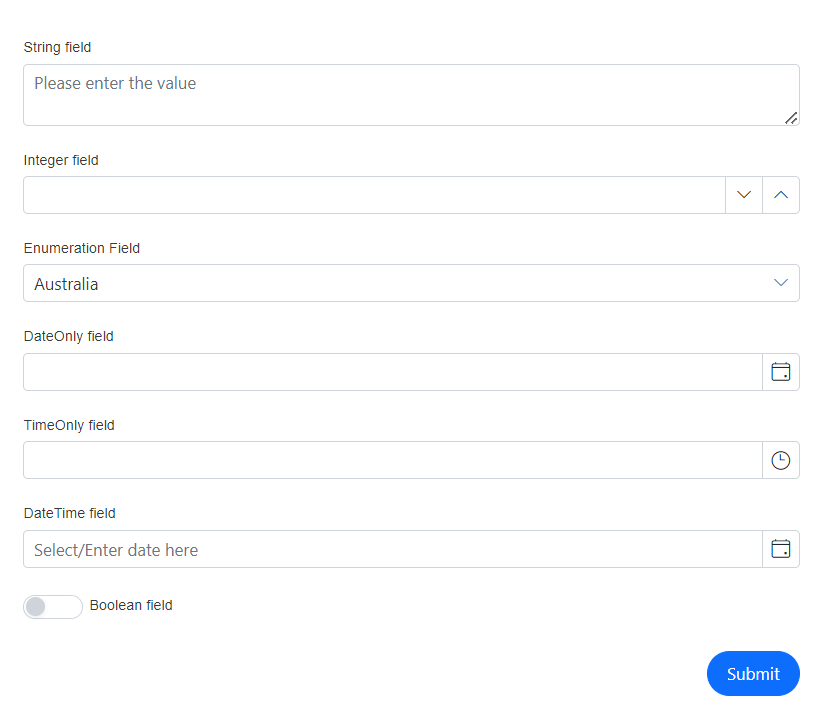 String field
Please enter the value
Integer field
Enumeration Field
Australia
DateOnly field
TimeOnly field
DateTime field
Select/Enter date here
Boolean field
Submit